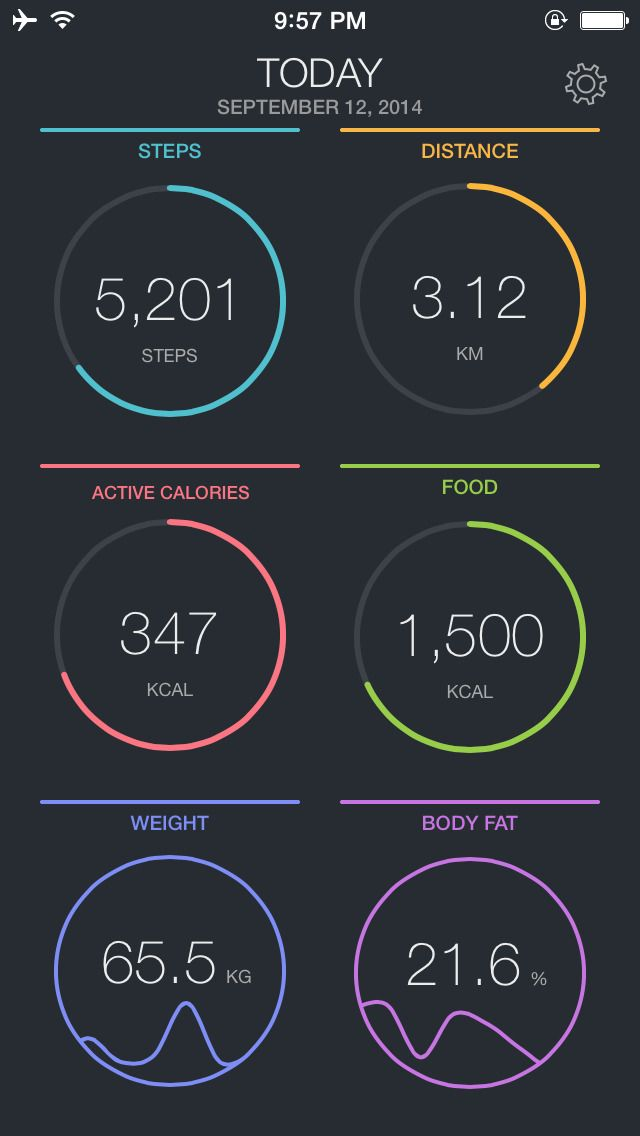 9:57 PM
TODAY
SEPTEMBER 12, 2014
STEPS
5,201
STEPS
DISTANCE
3.12
KM
ACTIVE CALORIES
347
KCAL
FOOD
1,500
KCAL
WEIGHT
65.5 KG
BODY FAT
21.6 %